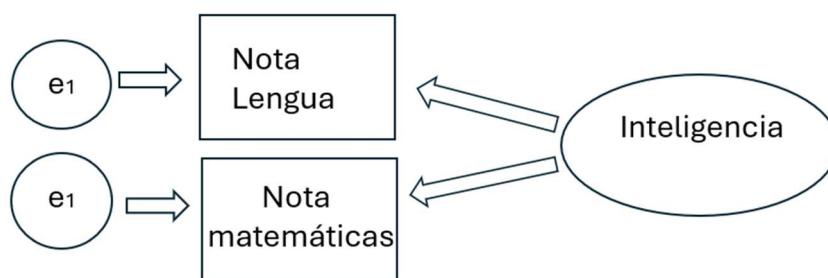 e1
Nota
Lengua
Inteligencia
e1
Nota
matemáticas